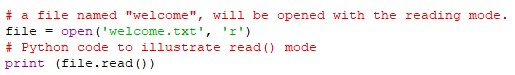 # a file named "welcome", will be opened with the reading mode.
file = open('welcome.txt', 'r')
# Python code to illustrate read() mode
print (file.read())